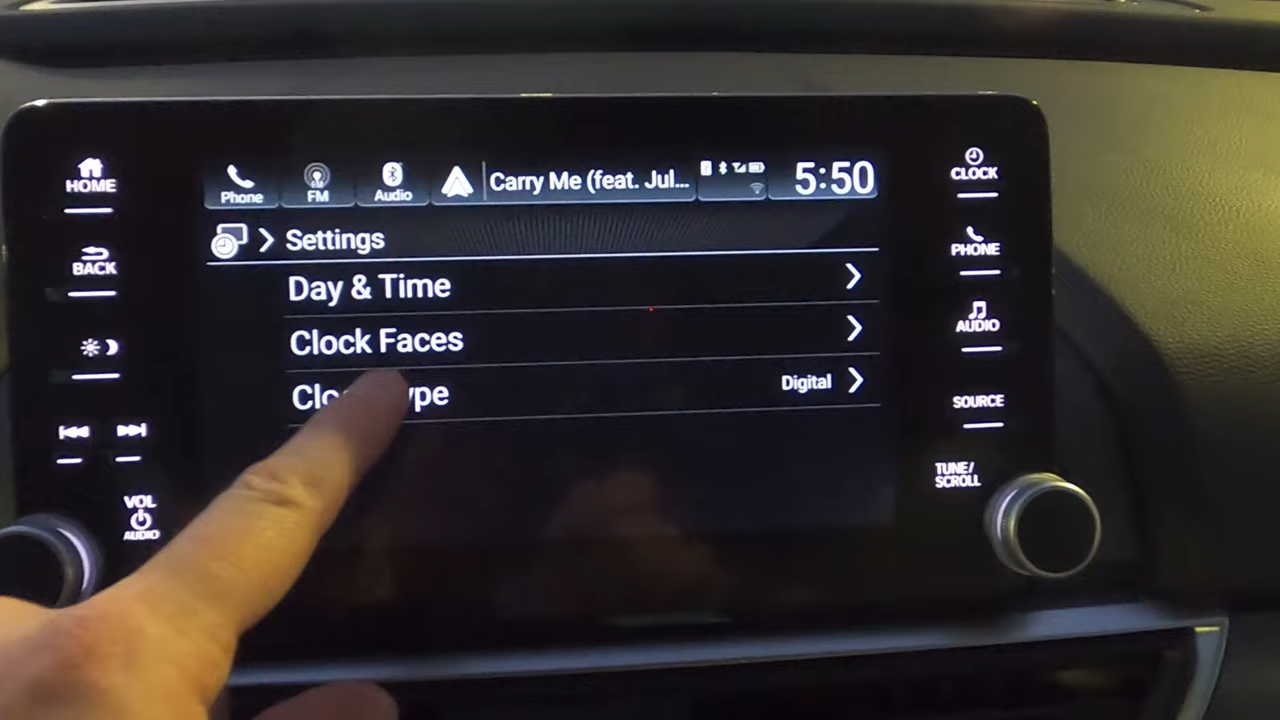 HOME
BACK
VOL
AUDIO
Phone
FM
Audio
Carry Me (feat. Jul...
5:50
Settings
Day & Time
Clock Faces
Clo ype
Digital
CLOCK
PHONE
AUDIO
SOURCE
TUNE/
SCROLL